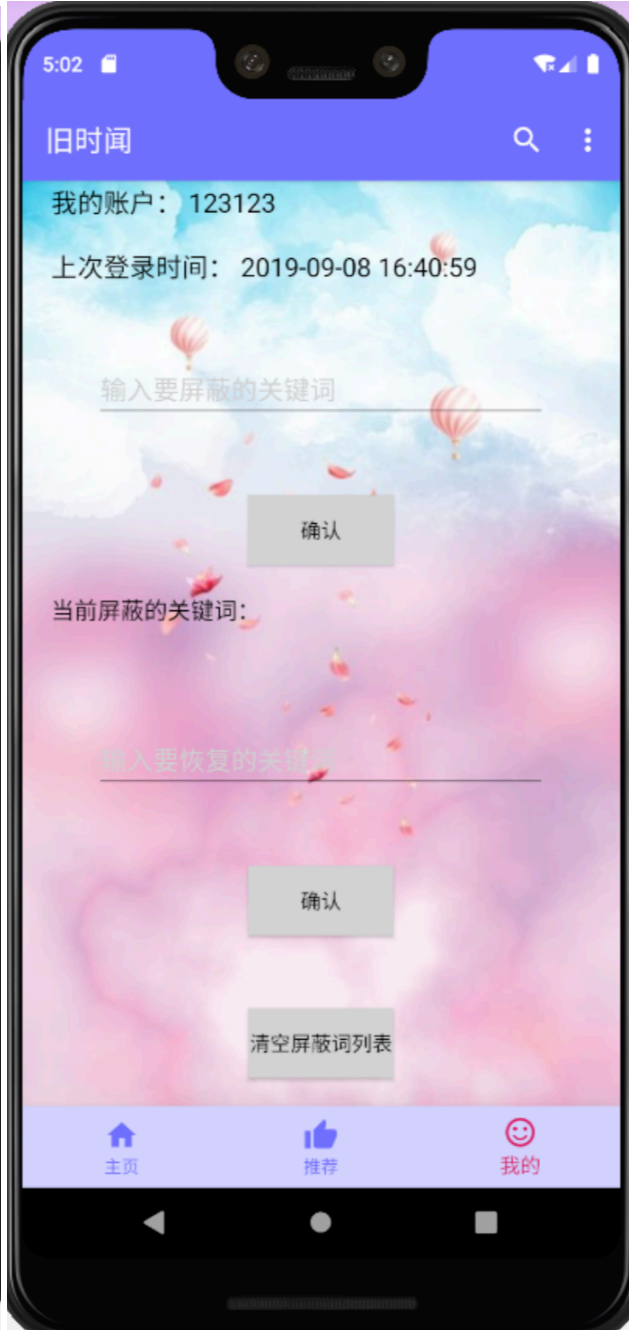 5:02
旧时闻
我的账户： 123123
上次登录时间： 2019-09-08 16:40:59
输入要屏蔽的关键词
确认
当前屏蔽的关键词：
输入要恢复的关键词
确认
清空屏蔽词列表
主页 推荐 我的